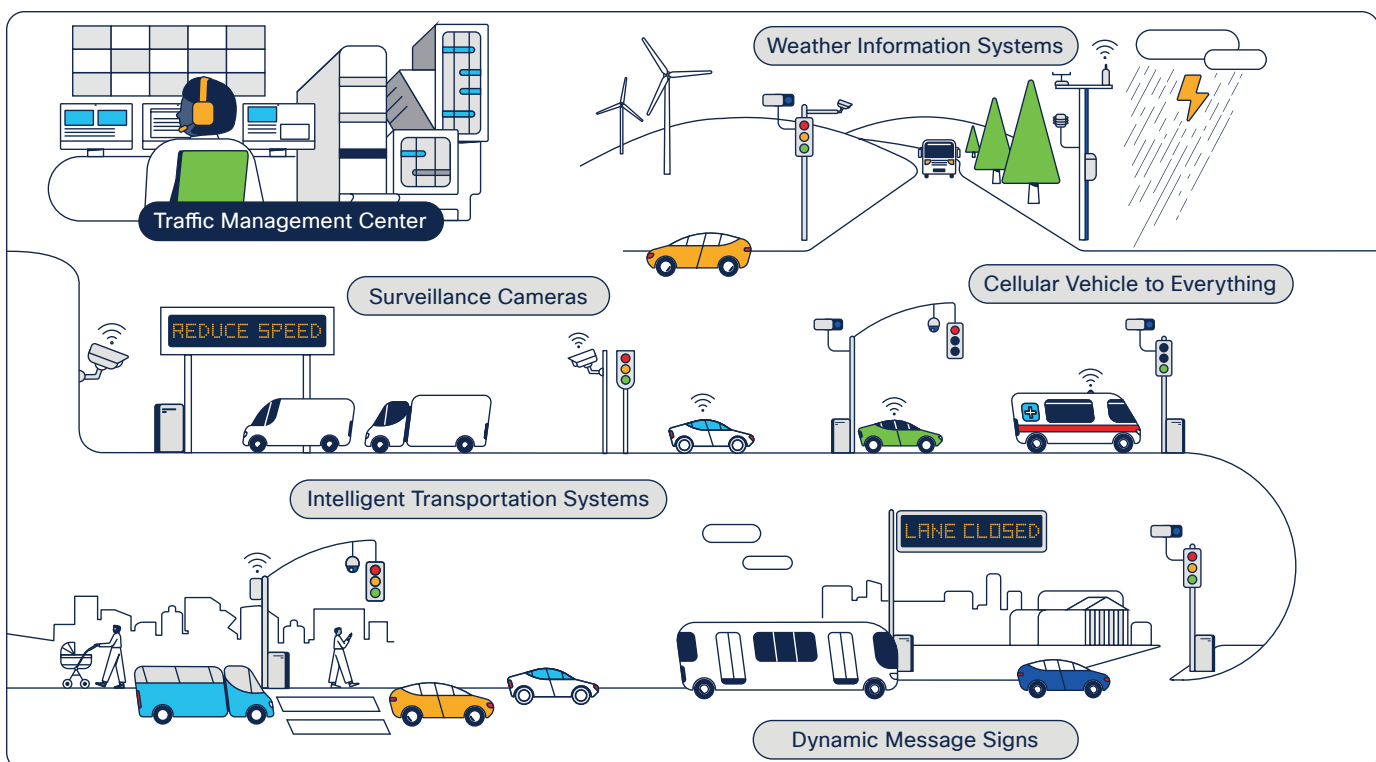 Weather Information Systems
Traffic Management Center
Surveillance Cameras
Cellular Vehicle to Everything
REDUCE SPEED
Intelligent Transportation Systems
LANE CLOSED
Dynamic Message Signs